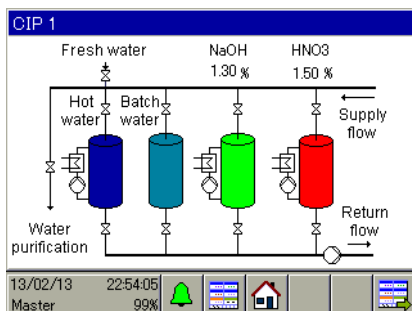 CIP 1
Fresh water
NaOH
HNO3
1.30 %
1.50 %
Hot water
Batch water
Supply flow
Water purification
Return flow
13/02/13 22:54:05
Master 99%